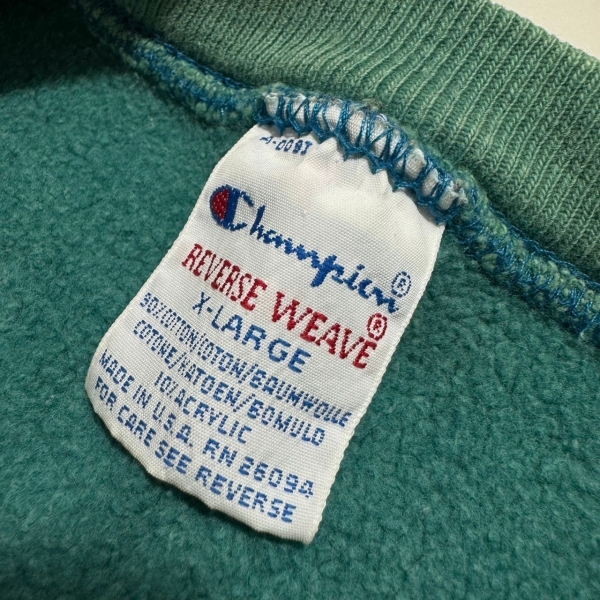 Champion®
REVERSE WEAVE®
X-LARGE
90%COTTON/COTON/BAUMWOLLE
COTONE/KATOEN/BOMULD
10%ACRYLIC
MADE IN U.S.A. RN 26094
FOR CARE SEE REVERSE